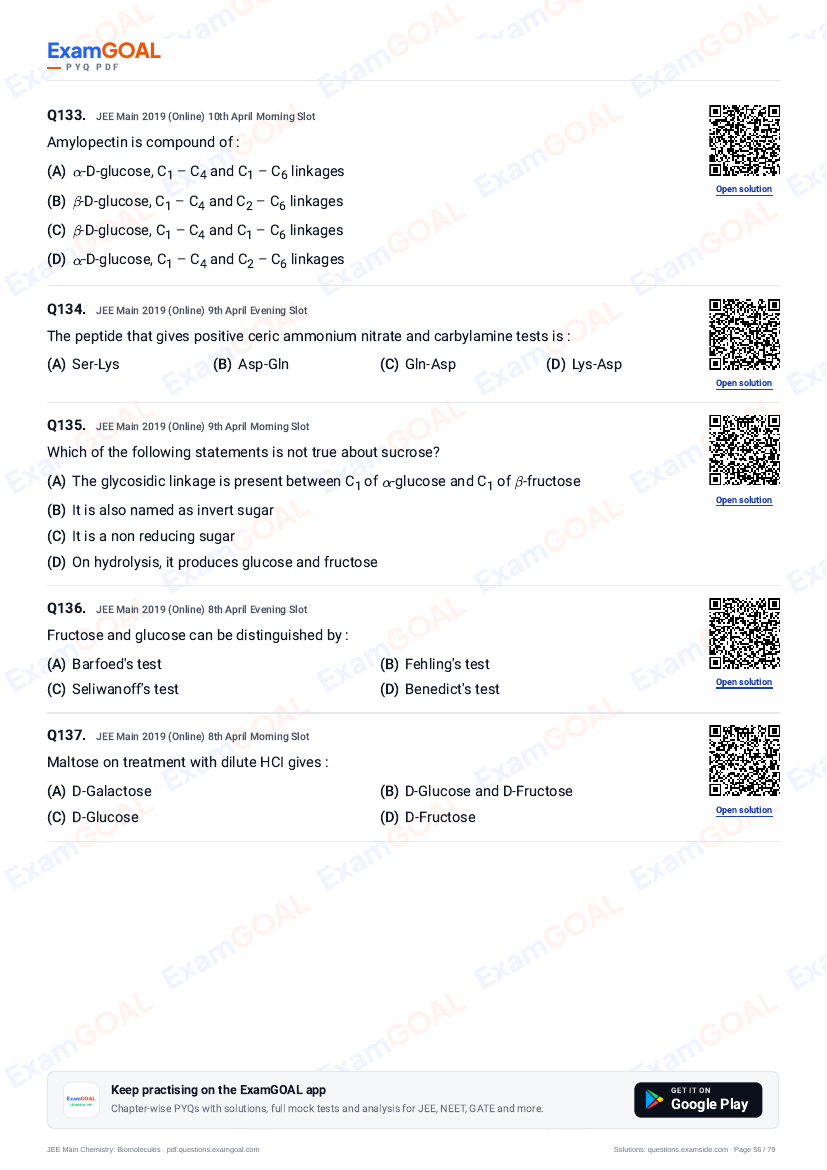 ExamGOAL
PYQ PDF
Q133. JEE Main 2019 (Online) 10th April Morning Slot
Amylopectin is compound of :
(A) α-D-glucose, C₁ – C₄ and C₁ – C₆ linkages
(B) β-D-glucose, C₁ – C₄ and C₂ – C₆ linkages
(C) β-D-glucose, C₁ – C₄ and C₁ – C₆ linkages
(D) α-D-glucose, C₁ – C₄ and C₂ – C₆ linkages
Open solution
Q134. JEE Main 2019 (Online) 9th April Evening Slot
The peptide that gives positive ceric ammonium nitrate and carbylamine tests is :
(A) Ser-Lys (B) Asp-Gln (C) Gln-Asp (D) Lys-Asp
Open solution
Q135. JEE Main 2019 (Online) 9th April Morning Slot
Which of the following statements is not true about sucrose?
(A) The glycosidic linkage is present between C₁ of α-glucose and C₁ of β-fructose
(B) It is also named as invert sugar
(C) It is a non reducing sugar
(D) On hydrolysis, it produces glucose and fructose
Open solution
Q136. JEE Main 2019 (Online) 8th April Evening Slot
Fructose and glucose can be distinguished by :
(A) Barfoed's test (B) Fehling's test
(C) Seliwanoff's test (D) Benedict's test
Open solution
Q137. JEE Main 2019 (Online) 8th April Morning Slot
Maltose on treatment with dilute HCI gives :
(A) D-Galactose (B) D-Glucose and D-Fructose
(C) D-Glucose (D) D-Fructose
Open solution
Keep practising on the ExamGOAL app
Chapter-wise PYQs with solutions, full mock tests and analysis for JEE, NEET, GATE and more.
ExamGOAL
GET IT ON
Google Play
JEE Main Chemistry: Biomolecules · pdf.questions.examgoal.com
Solutions: questions.examside.com · Page 56 / 79